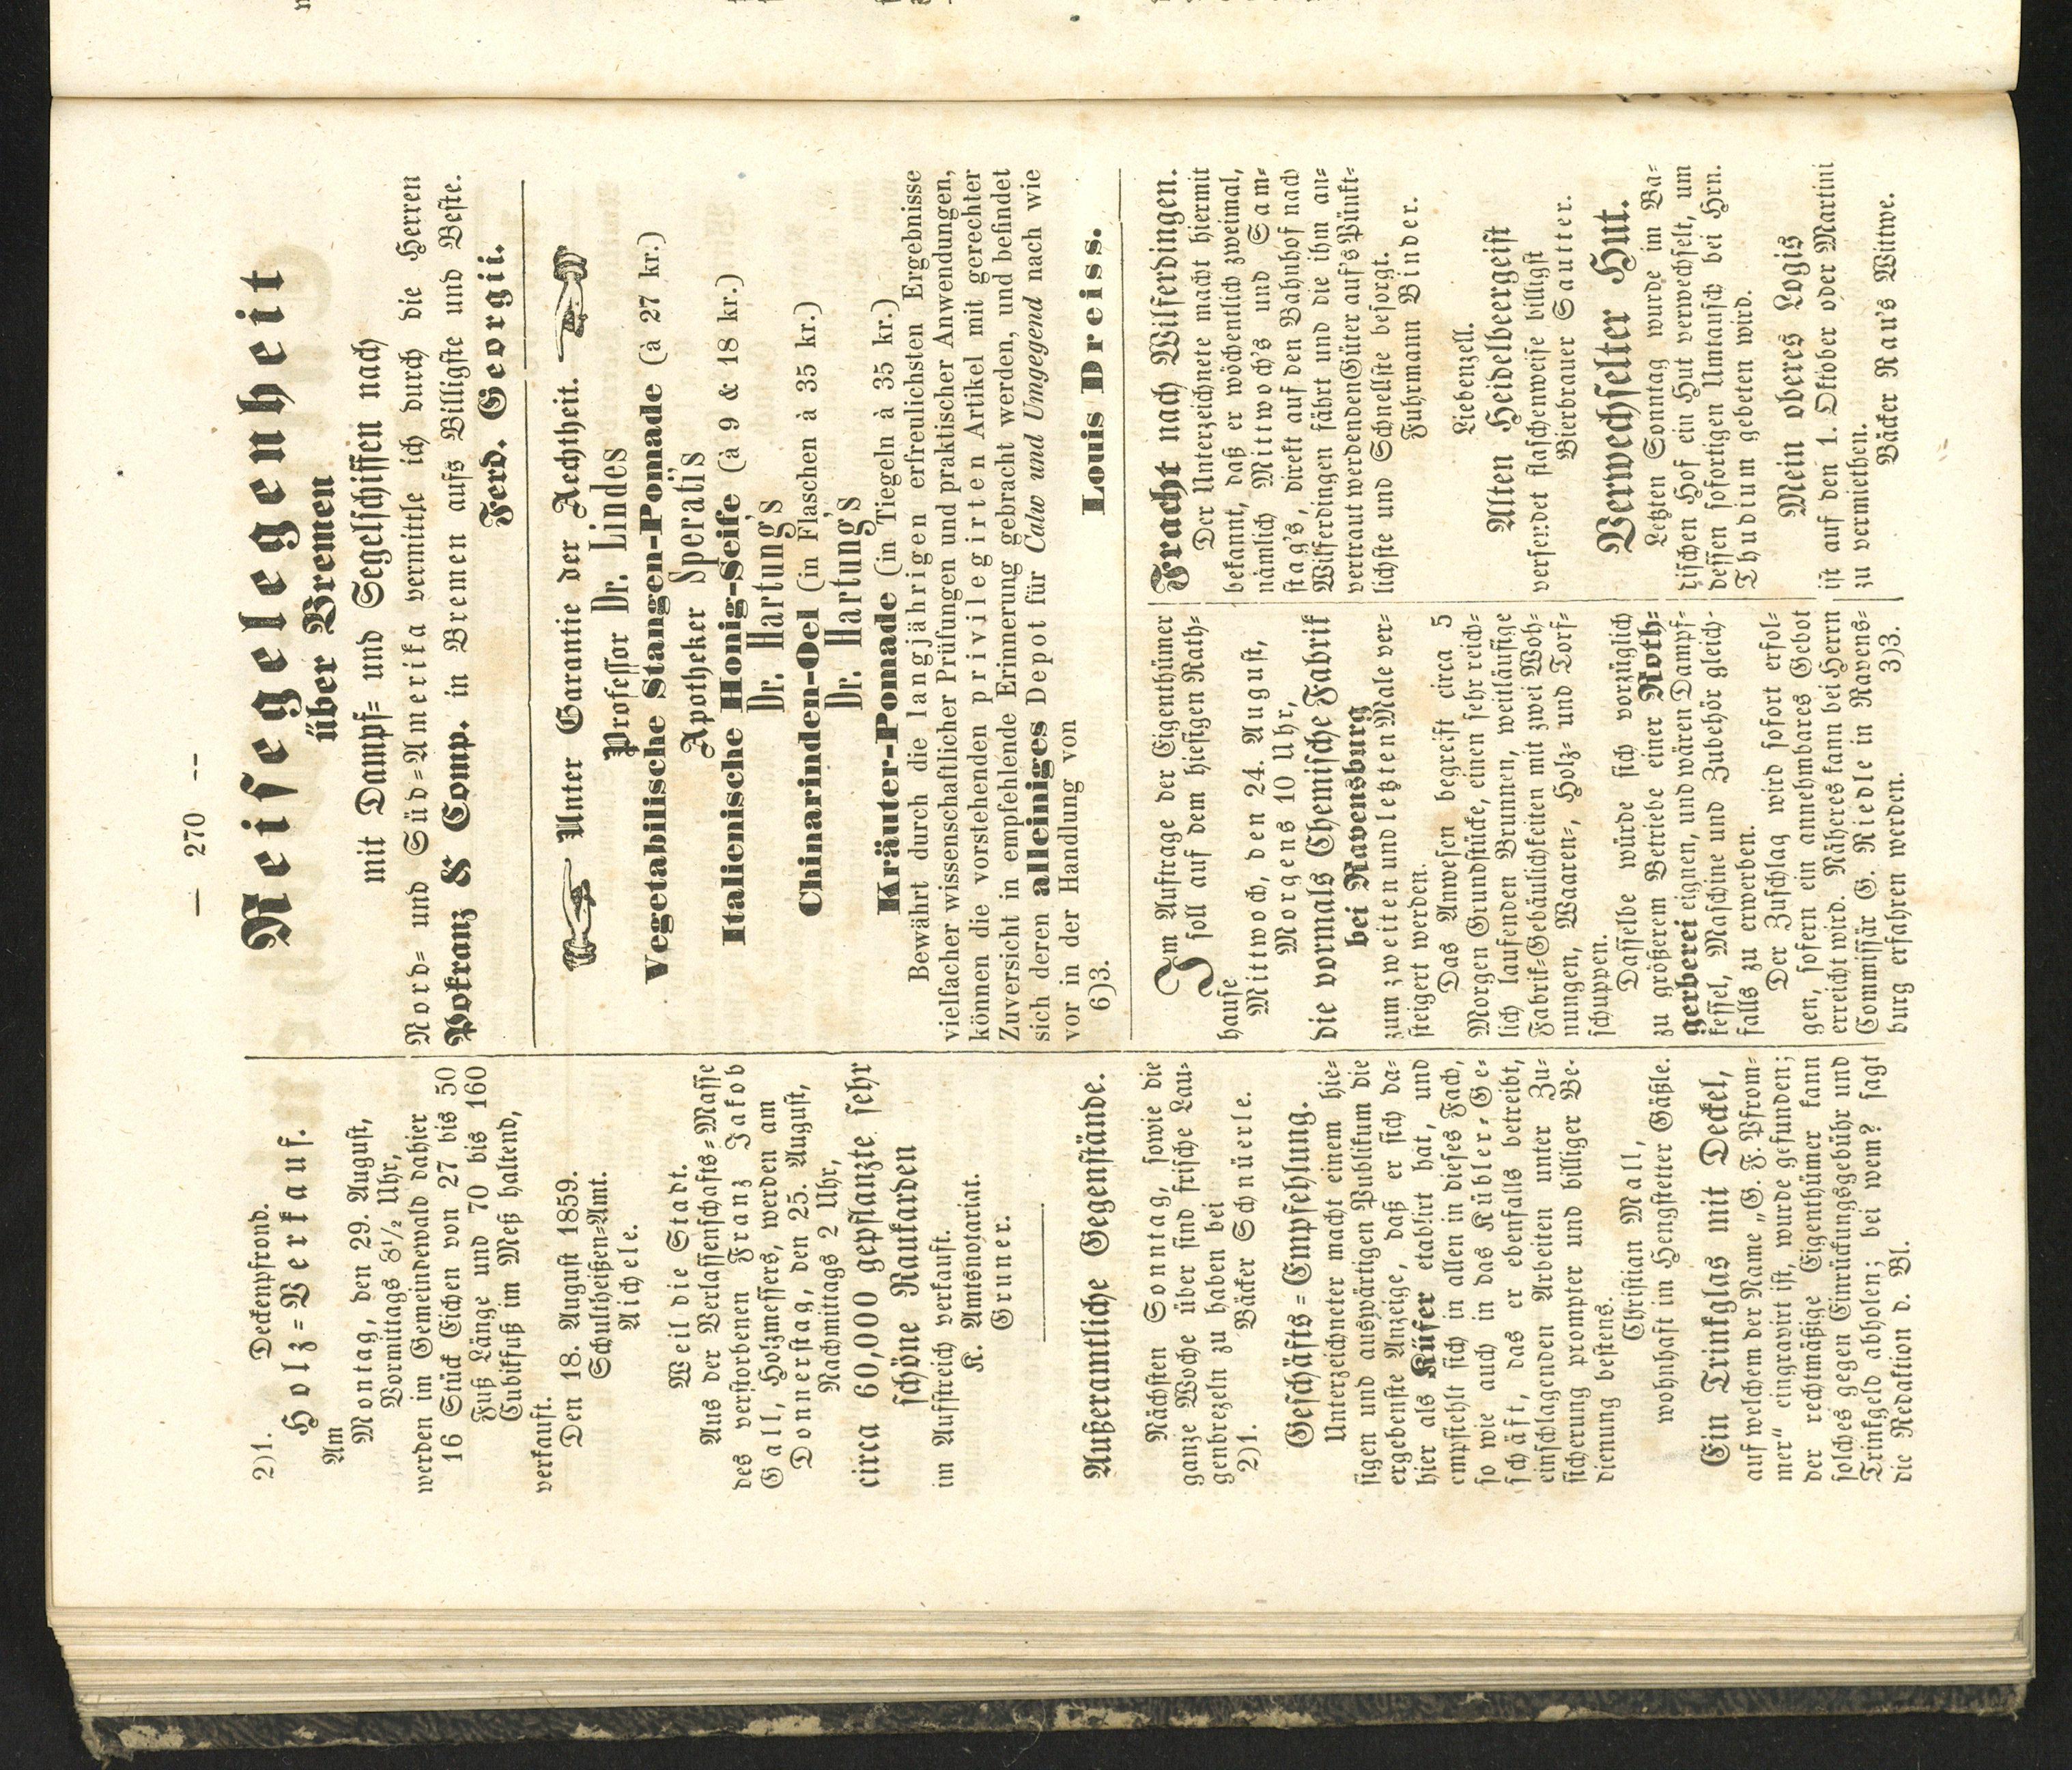 — 270 --
2)1. Deckenpfrond.
Holz=Verkauf.
Am
Montag, den 29. August,
Vormittags 8½ Uhr,
werden im Gemeindewald dahier
16 Stück Eichen von 27 bis 50
Fuß Länge und 70 bis 160
Cubikfuß im Meß haltend,
verkauft.
Den 18. August 1859.
Schultheißen=Amt.
Aichele.
Weil die Stadt.
Aus der Verlassenschafts=Masse
des verstorbenen Franz Jakob
Gall, Holzmessers, werden am
Donnerstag, den 25. August,
Nachmittags 2 Uhr,
circa 60,000 gepflanzte sehr
schöne Raukarden
im Aufstreich verkauft.
K. Amtsnotariat.
Gruner.
Außeramtliche Gegenstände.
Nächsten Sonntag, sowie die
ganze Woche über sind frische Lau=
genbrezeln zu haben bei
2)1. Bäcker Schnüerle.
Geschäfts=Empfehlung.
Unterzeichneter macht einem hie=
sigen und auswärtigen Publikum die
ergebenste Anzeige, daß er sich da=
hier als Küfer etablirt hat, und
empfiehlt sich in allen in dieses Fach,
so wie auch in das Kübler=Ge=
schäft, das er ebenfalls betreibt,
einschlagenden Arbeiten unter Zu=
sicherung prompter und billiger Be=
dienung bestens.
Christian Mall,
wohnhaft im Hengstetter Gäßle.
Ein Trinkglas mit Deckel,
auf welchem der Name „G. F. Pfrom=
mer“ eingravirt ist, wurde gefunden;
der rechtmäßige Eigenthümer kann
solches gegen Einrückungsgebühr und
Trinkgeld abholen; bei wem? sagt
die Redaktion d. Bl.
Reisegelegenheit
über Bremen
mit Dampf= und Segelschiffen nach
Nord= und Süd=Amerika vermittle ich durch die Herren
Pokranz & Comp. in Bremen aufs Billigste und Beste.
Ferd. Georgii.
Unter Garantie der Aechtheit.
Professor Dr. Lindes
Vegetabilische Stangen-Pomade (à 27 kr.)
Apotheker Sperati's
Italienische Honig-Seife (à 9 & 18 kr.)
Dr. Hartung's
Chinarinden-Oel (in Flaschen à 35 kr.)
Dr. Hartung's
Kräuter-Pomade (in Tiegeln à 35 kr.)
Bewährt durch die langjährigen erfreulichsten Ergebnisse
vielfacher wissenschaftlicher Prüfungen und praktischer Anwendungen,
können die vorstehenden privilegirten Artikel mit gerechter
Zuversicht in empfehlende Erinnerung gebracht werden, und befindet
sich deren alleiniges Depot für Calw und Umgegend nach wie
vor in der Handlung von
6)3. Louis Dreiss.
Im Auftrage der Eigenthümer
soll auf dem hiesigen Rath=
hause
Mittwoch, den 24. August,
Morgens 10 Uhr,
die vormals Chemische Fabrik
bei Ravensburg
zum zweiten und letzten Male ver=
steigert werden.
Das Anwesen begreift circa 5
Morgen Grundstücke, einen sehr reich=
lich laufenden Brunnen, weitläufige
Fabrik=Gebäulichkeiten mit zwei Woh=
nungen, Waaren=, Holz= und Torf=
schuppen.
Dasselbe würde sich vorzüglich
zu größerem Betriebe einer Roth=
gerberei eignen, und wären Dampf=
kessel, Maschine und Zubehör gleich=
falls zu erwerben.
Der Zuschlag wird sofort erfol=
gen, sofern ein annehmbares Gebot
erreicht wird. Näheres kann bei Herrn
Commissär G. Riedle in Ravens=
burg erfahren werden. 3)3.
Fracht nach Wilferdingen.
Der Unterzeichnete macht hiermit
bekannt, daß er wöchentlich zweimal,
nämlich Mittwoch's und Sam=
stag's, direkt auf den Bahnhof nach
Wilferdingen fährt und die ihm an=
vertraut werdenden Güter auf's Pünkt=
lichste und Schnellste besorgt.
Fuhrmann Binder.
Liebenzell.
Alten Heidelbergeist
versendet flaschenweise billigst
Bierbrauer Sautter.
Verwechselter Hut.
Letzten Sonntag wurde im Ba=
dischen Hof ein Hut verwechselt, um
dessen sofortigen Umtausch bei Hrn.
Thudium gebeten wird.
Mein oberes Logis
ist auf den 1. Oktober oder Martini
zu vermiethen.
Bäcker Rau's Wittwe.